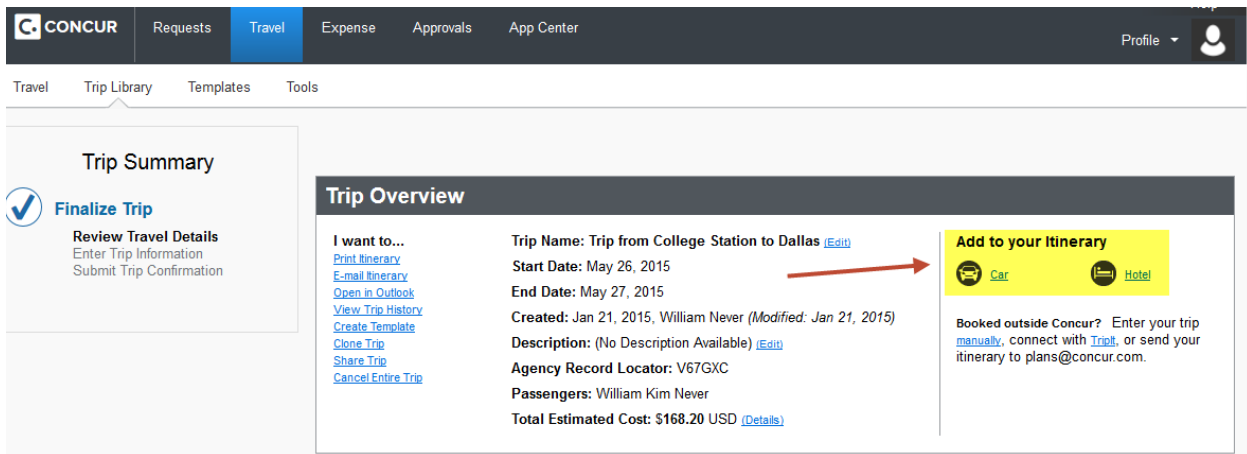 Help
C. CONCUR Requests Travel Expense Approvals App Center
Profile
Travel Trip Library Templates Tools
Trip Summary
Finalize Trip
Review Travel Details
Enter Trip Information
Submit Trip Confirmation
Trip Overview
I want to...
Print Itinerary
E-mail Itinerary
Open in Outlook
View Trip History
Create Template
Clone Trip
Share Trip
Cancel Entire Trip
Trip Name: Trip from College Station to Dallas (Edit)
Start Date: May 26, 2015
End Date: May 27, 2015
Created: Jan 21, 2015, William Never (Modified: Jan 21, 2015)
Description: (No Description Available) (Edit)
Agency Record Locator: V67GXC
Passengers: William Kim Never
Total Estimated Cost: $168.20 USD (Details)
Add to your Itinerary
Car Hotel
Booked outside Concur? Enter your trip
manually, connect with TripIt, or send your
itinerary to plans@concur.com.